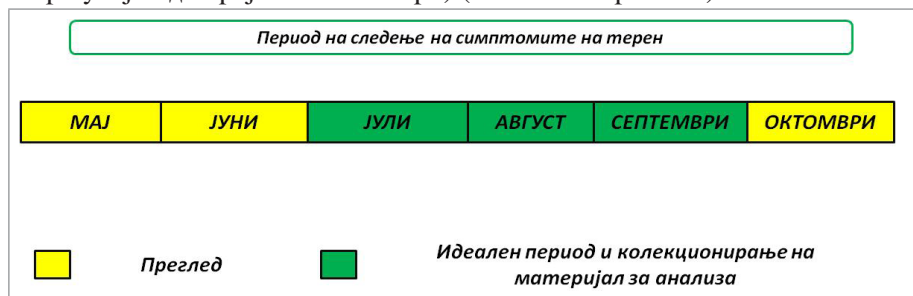 Период на следење на симптомите на терен
МАЈ ЈУНИ ЈУЛИ АВГУСТ СЕПТЕМВРИ ОКТОМВРИ
Преглед
Идеален период и колекционирање на
материјал за анализа